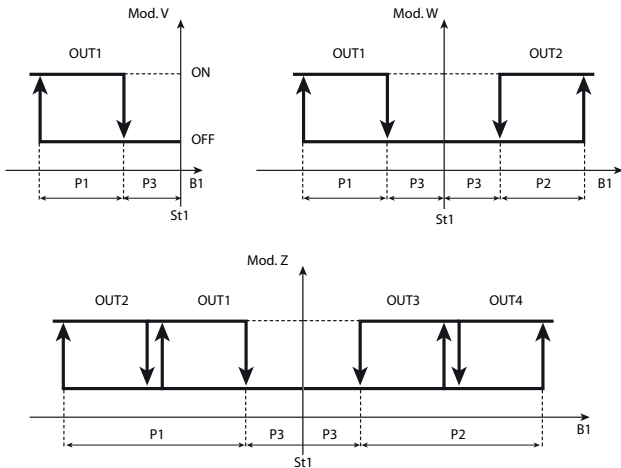 Mod. V
OUT1
ON
OFF
P1 P3 B1
St1
Mod. W
OUT1 OUT2
P1 P3 P3 P2 B1
St1
Mod. Z
OUT2 OUT1 OUT3 OUT4
B1
P1 P3 P3 P2
St1